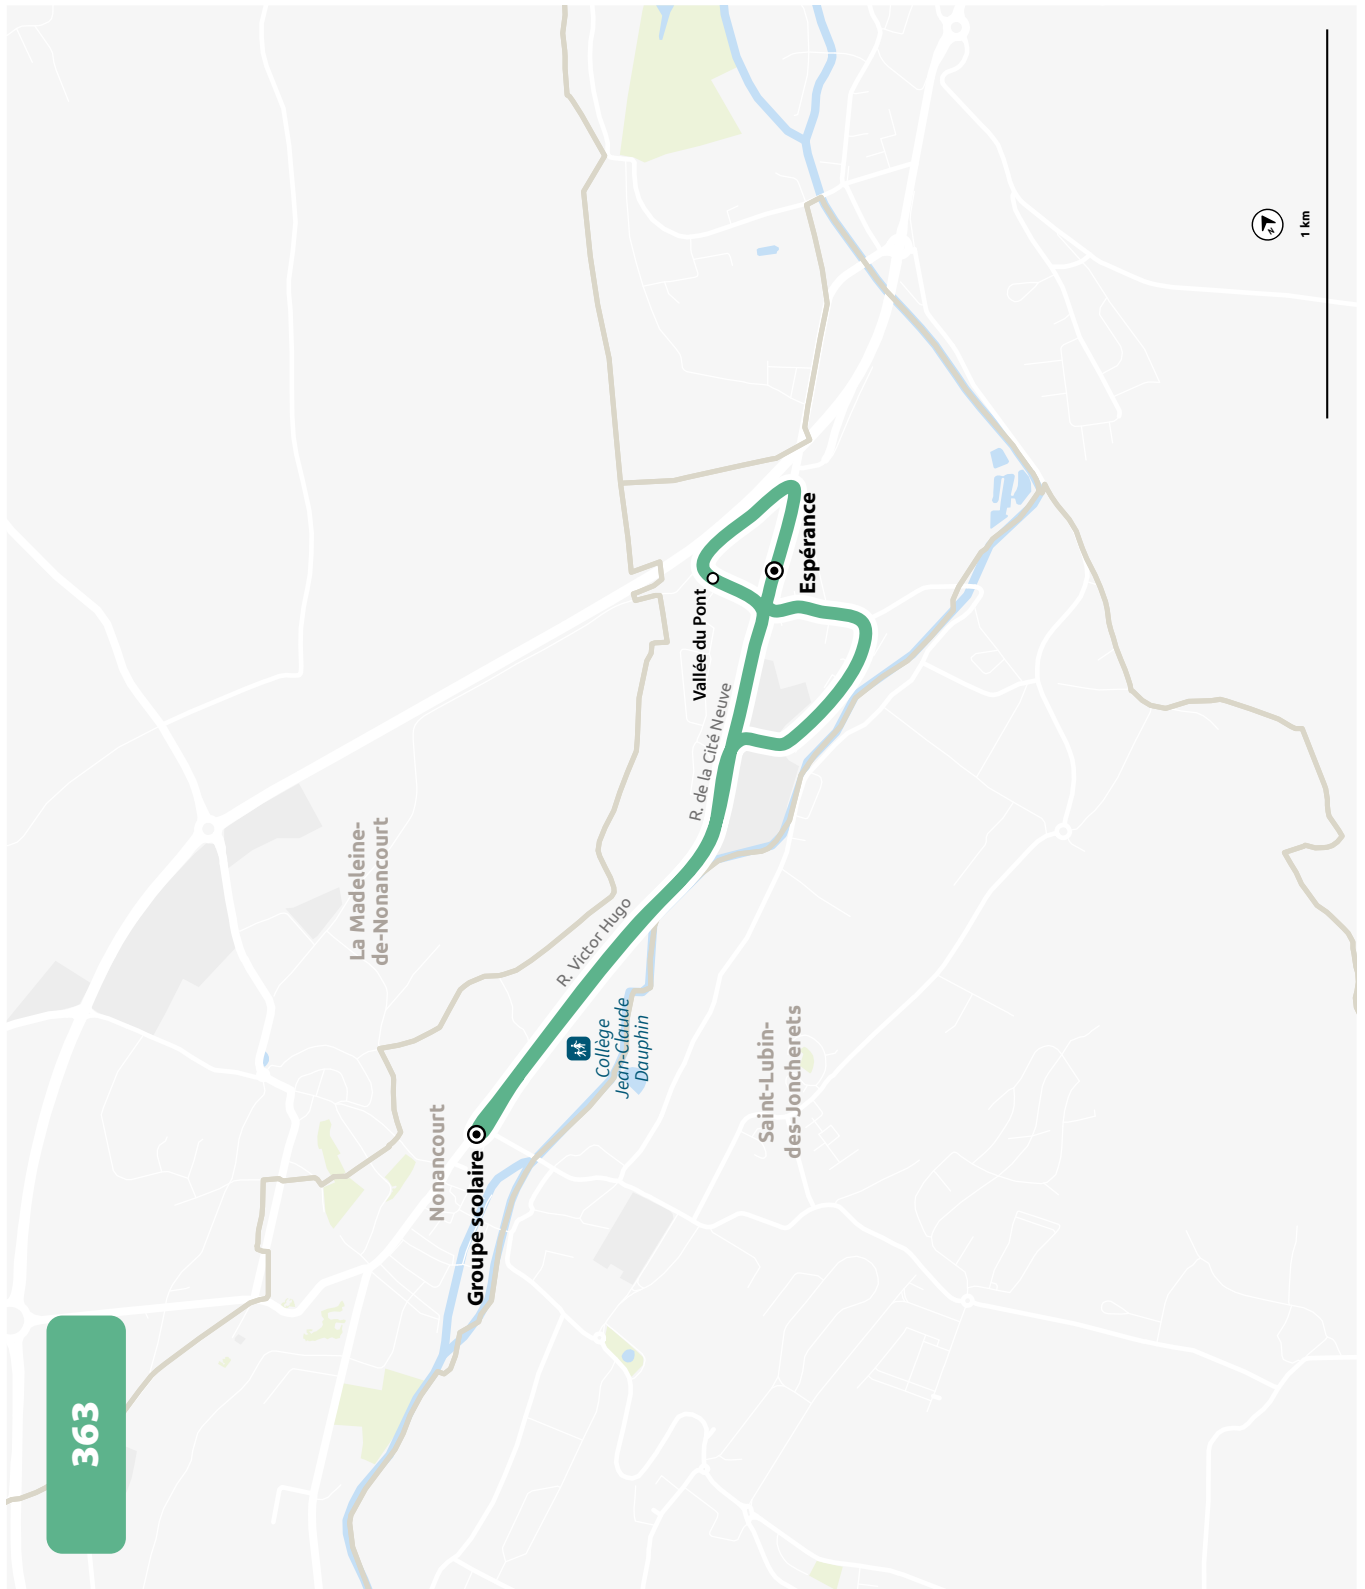 363
La Madeleine-
de-Nonancourt
Nonancourt
Groupe scolaire
R. Victor Hugo
Collège
Jean-Claude
Dauphin
R. de la Cité Neuve
Vallée du Pont
Espérance
Saint-Lubin-
des-Joncherets
N
1 km